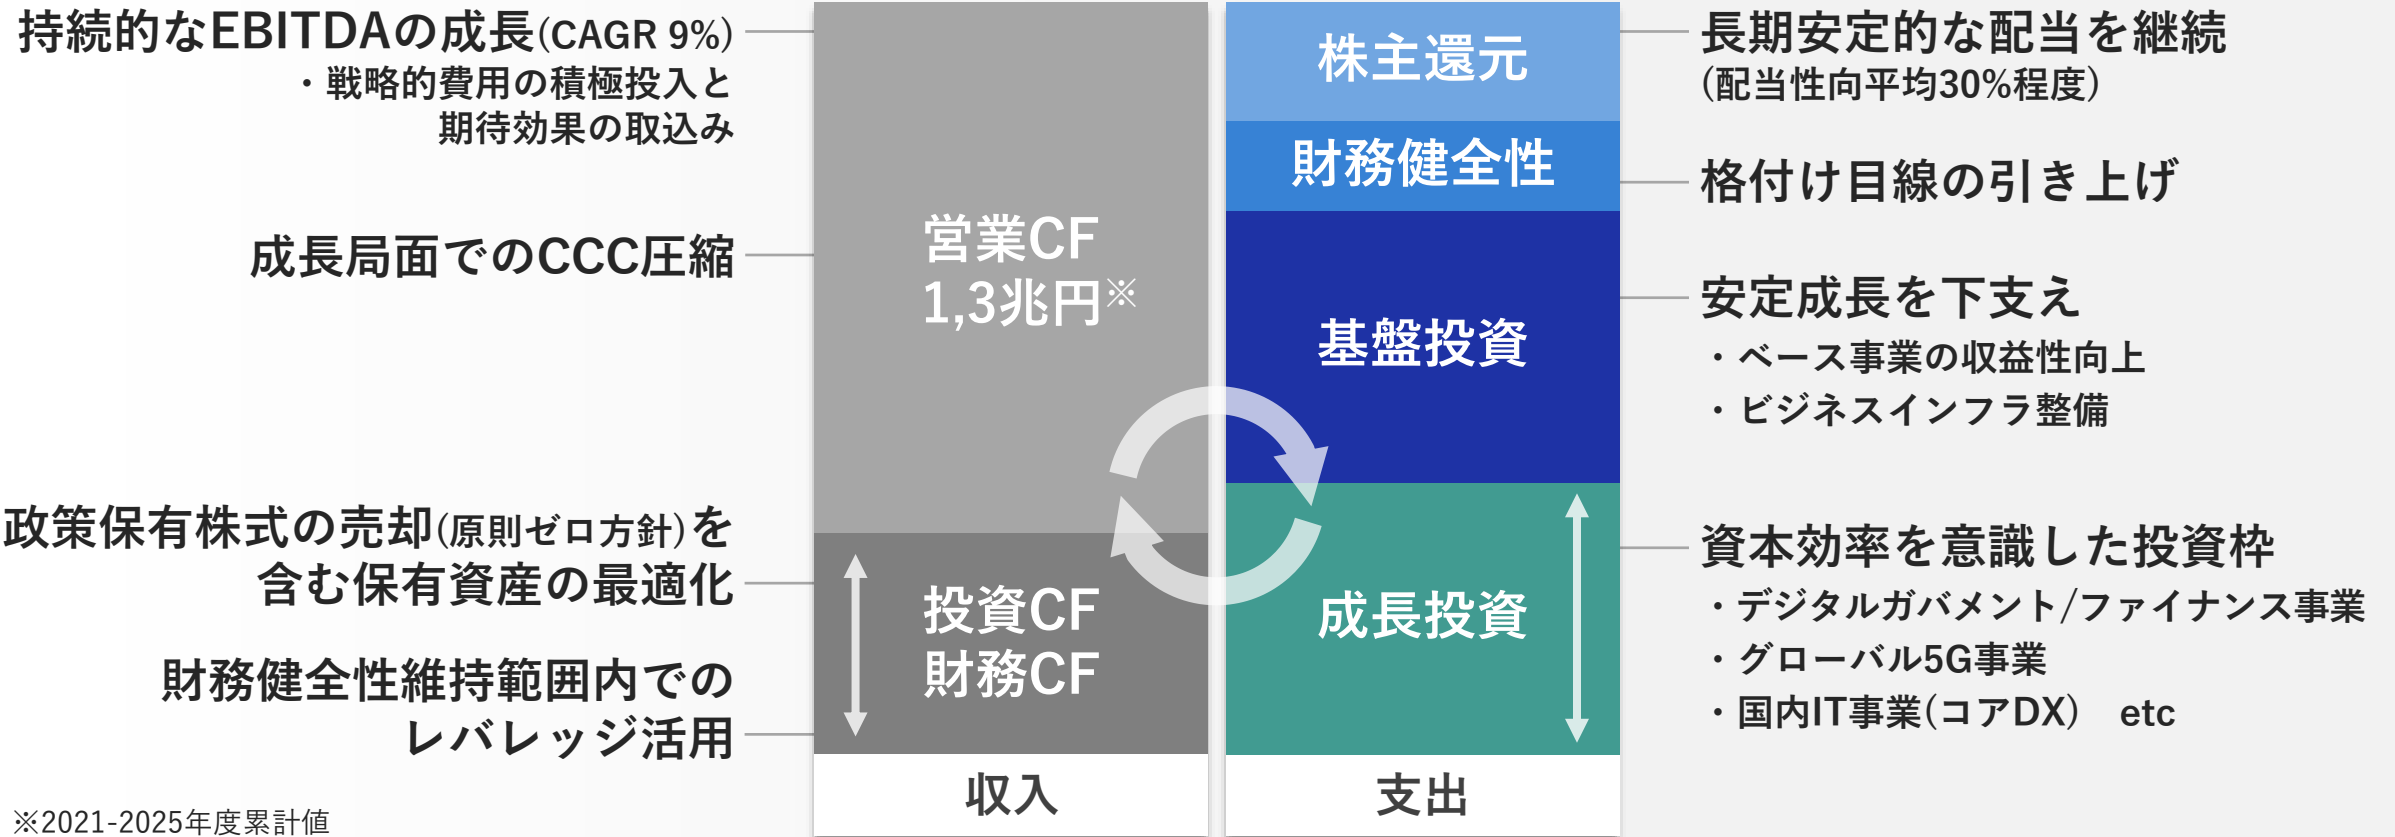 持続的なEBITDAの成長(CAGR 9%)
・戦略的費用の積極投入と
期待効果の取込み
成長局面でのCCC圧縮
政策保有株式の売却(原則ゼロ方針)を
含む保有資産の最適化
財務健全性維持範囲内での
レバレッジ活用
※2021-2025年度累計値
営業CF
1,3兆円※
投資CF
財務CF
収入
株主還元
財務健全性
基盤投資
成長投資
支出
長期安定的な配当を継続
(配当性向平均30%程度)
格付け目線の引き上げ
安定成長を下支え
・ベース事業の収益性向上
・ビジネスインフラ整備
資本効率を意識した投資枠
・デジタルガバメント/ファイナンス事業
・グローバル5G事業
・国内IT事業(コアDX) etc